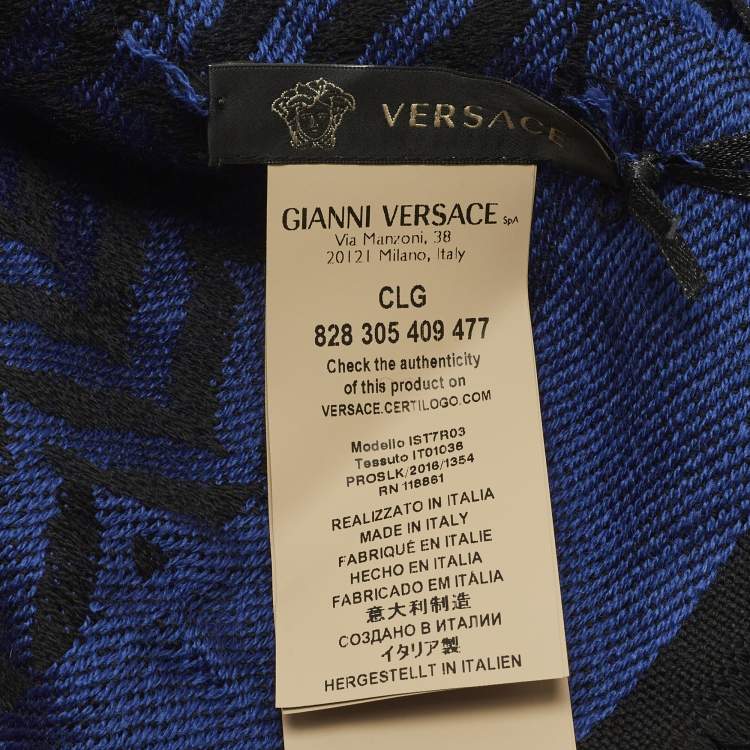 VERSACE
GIANNI VERSACE SpA
Via Manzoni, 38
20121 Milano, Italy
CLG
828 305 409 477
Check the authenticity
of this product on
VERSACE.CERTILOGO.COM
Modello IST7R03
Tessuto IT01036
PROSLK/2016/1354
RN 118861
REALIZZATO IN ITALIA
MADE IN ITALY
FABRIQUÉ EN ITALIE
HECHO EN ITALIA
FABRICADO EM ITÁLIA
意大利制造
СОЗДАНО В ИТАЛИИ
イタリア製
HERGESTELLT IN ITALIEN